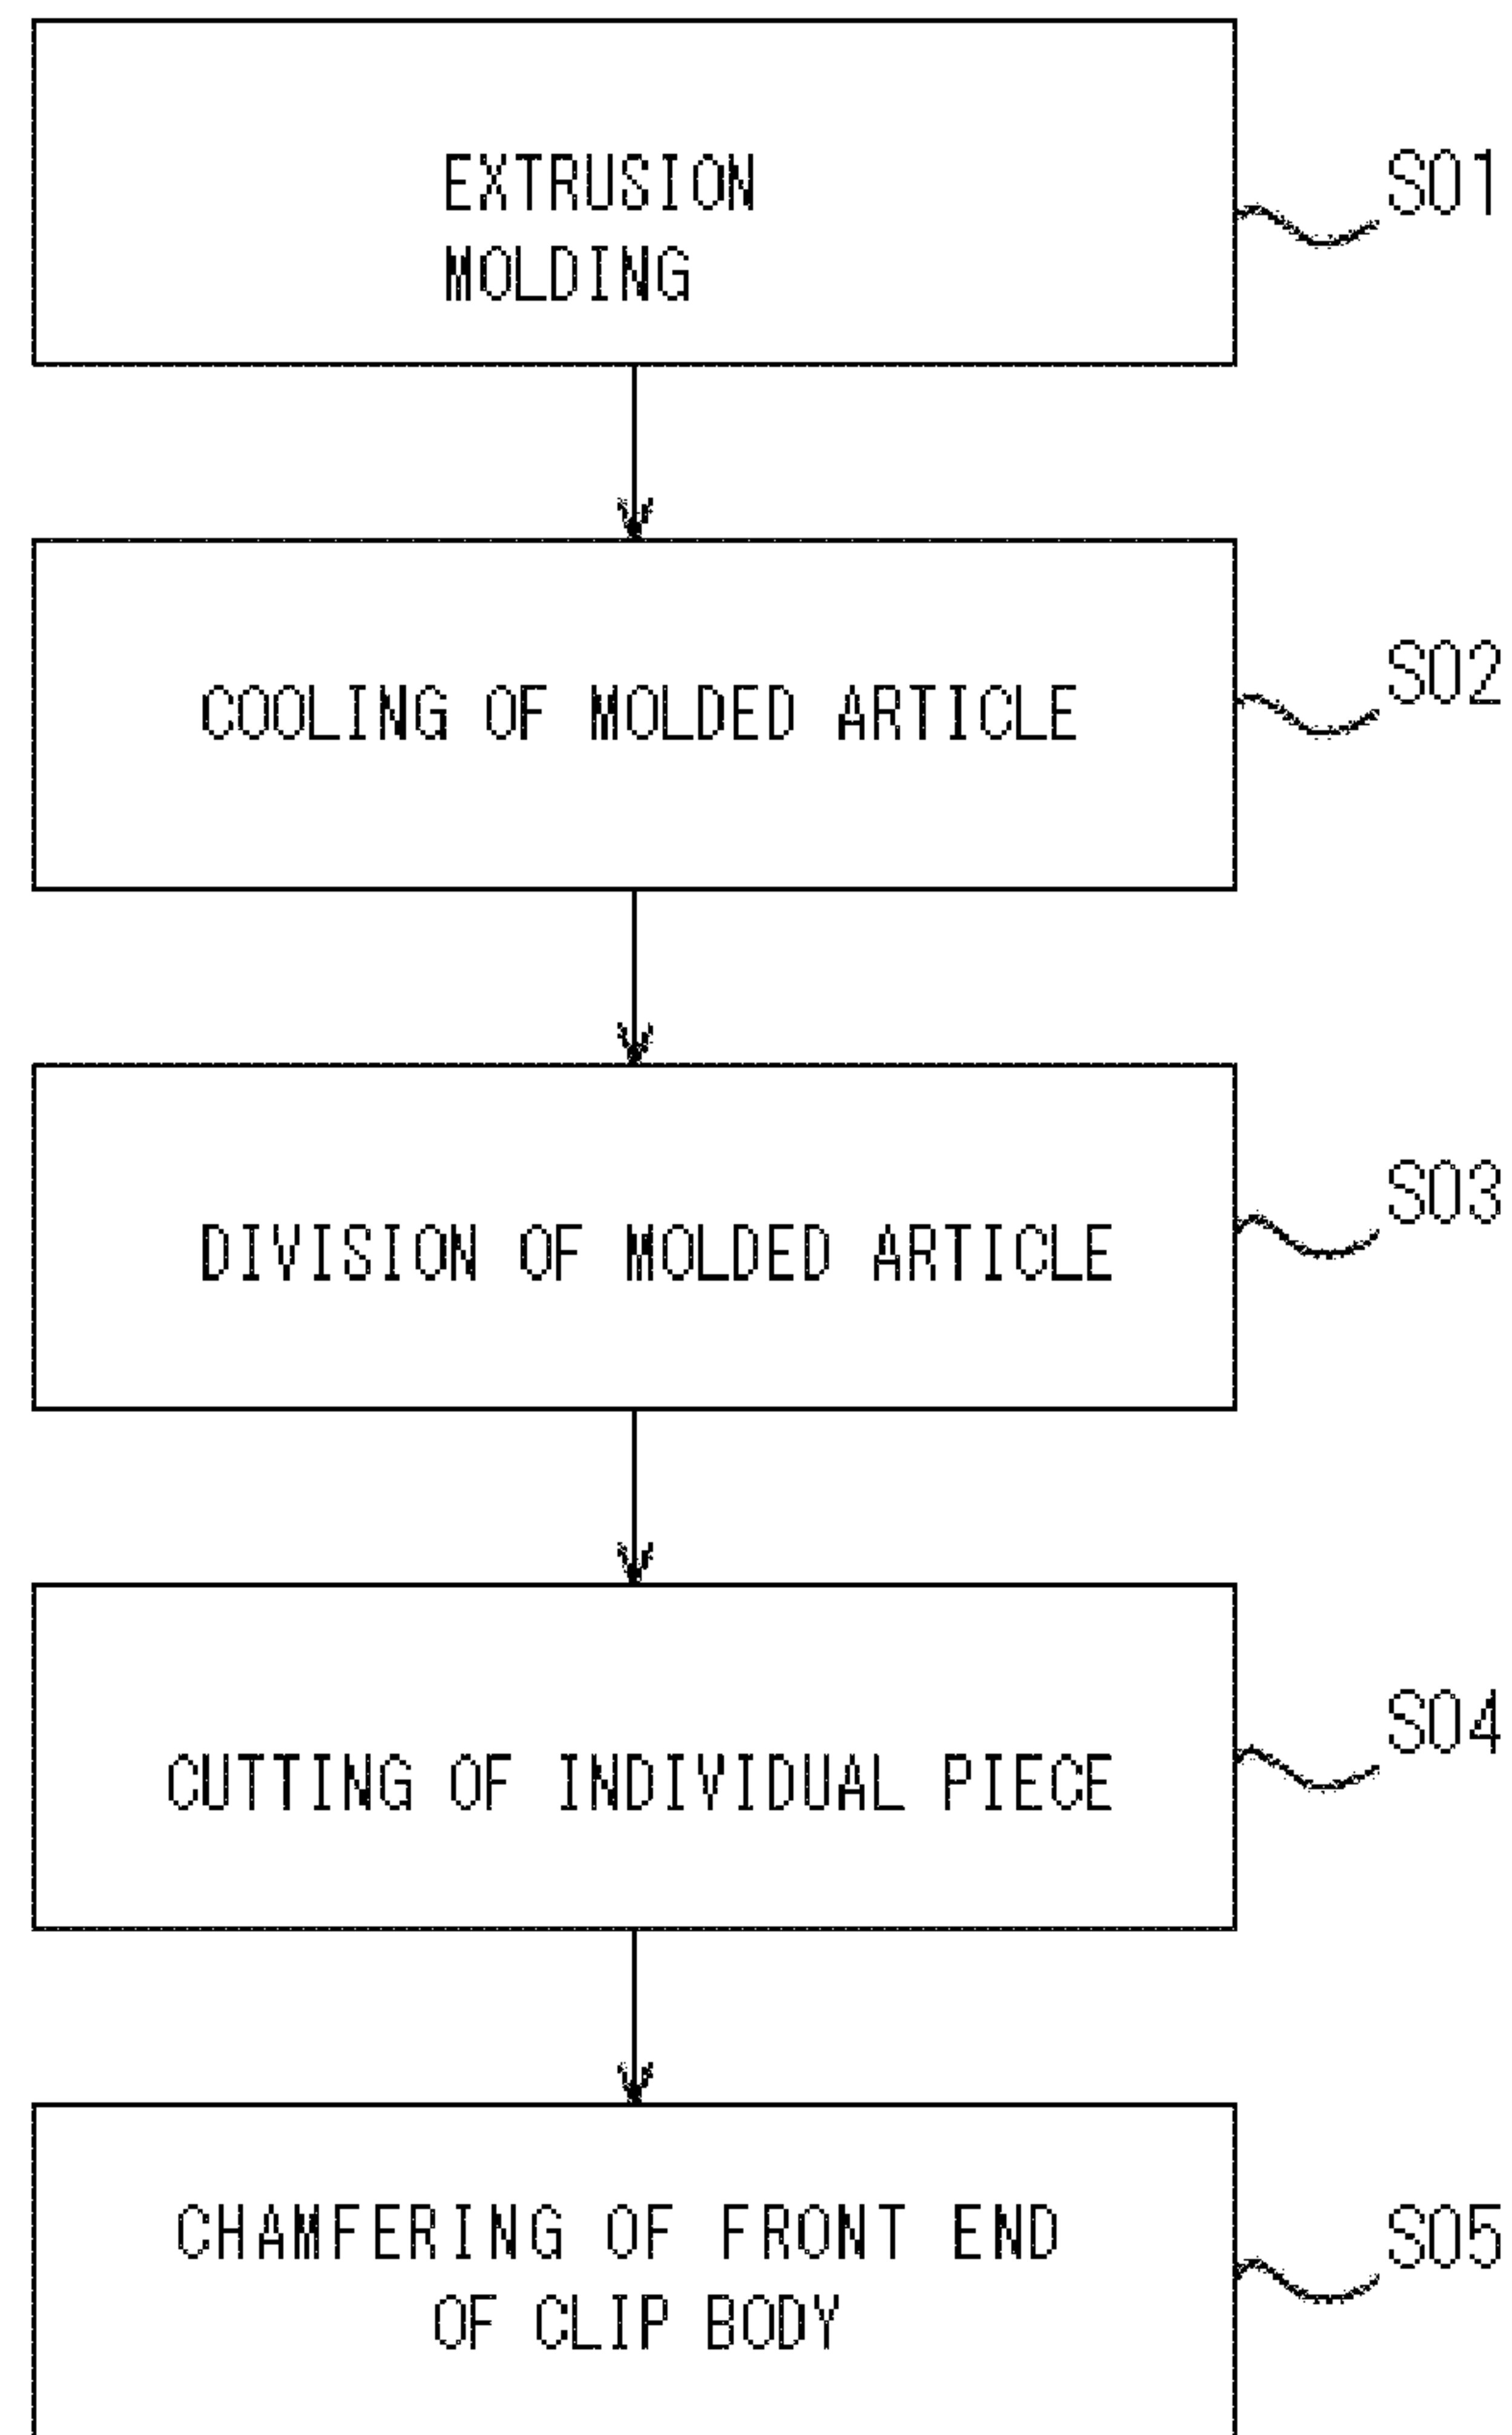 EXTRUSION
MOLDING
S01
COOLING OF MOLDED ARTICLE
S02
DIVISION OF MOLDED ARTICLE
S03
CUTTING OF INDIVIDUAL PIECE
S04
CHAMFERING OF FRONT END
OF CLIP BODY
S05